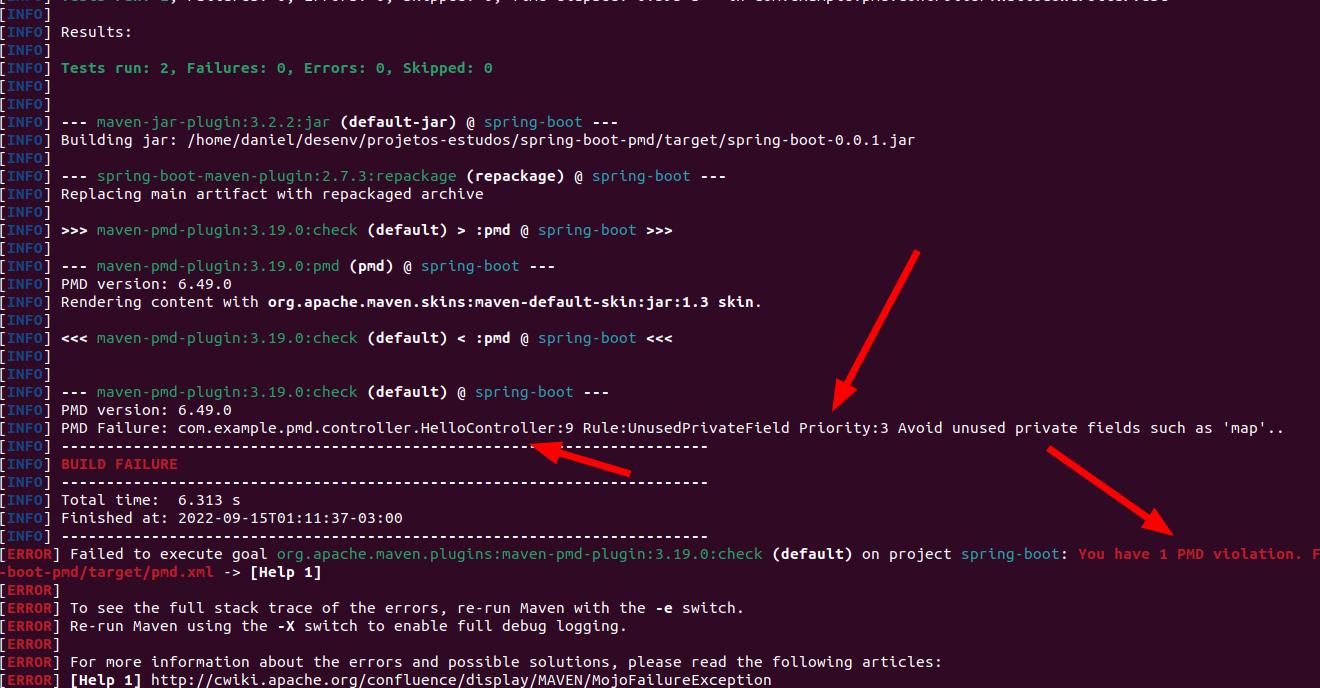 [INFO] Tests run: 2, Failures: 0, Errors: 0, Skipped: 0, Time elapsed:
[INFO]
[INFO] Results:
[INFO]
[INFO] Tests run: 2, Failures: 0, Errors: 0, Skipped: 0
[INFO]
[INFO]
[INFO] --- maven-jar-plugin:3.2.2:jar (default-jar) @ spring-boot ---
[INFO] Building jar: /home/daniel/desenv/projetos-estudos/spring-boot-pmd/target/spring-boot-0.0.1.jar
[INFO]
[INFO] --- spring-boot-maven-plugin:2.7.3:repackage (repackage) @ spring-boot ---
[INFO] Replacing main artifact with repackaged archive
[INFO]
[INFO] >>> maven-pmd-plugin:3.19.0:check (default) > :pmd @ spring-boot >>>
[INFO]
[INFO] --- maven-pmd-plugin:3.19.0:pmd (pmd) @ spring-boot ---
[INFO] PMD version: 6.49.0
[INFO] Rendering content with org.apache.maven.skins:maven-default-skin:jar:1.3 skin.
[INFO]
[INFO] <<< maven-pmd-plugin:3.19.0:check (default) < :pmd @ spring-boot <<<
[INFO]
[INFO]
[INFO] --- maven-pmd-plugin:3.19.0:check (default) @ spring-boot ---
[INFO] PMD version: 6.49.0
[INFO] PMD Failure: com.example.pmd.controller.HelloController:9 Rule:UnusedPrivateField Priority:3 Avoid unused private fields such as 'map'..
[INFO] ------------------------------------------------------------------------
[INFO] BUILD FAILURE
[INFO] ------------------------------------------------------------------------
[INFO] Total time:  6.313 s
[INFO] Finished at: 2022-09-15T01:11:37-03:00
[INFO] ------------------------------------------------------------------------
[ERROR] Failed to execute goal org.apache.maven.plugins:maven-pmd-plugin:3.19.0:check (default) on project spring-boot: You have 1 PMD violation. F
-boot-pmd/target/pmd.xml -> [Help 1]
[ERROR]
[ERROR] To see the full stack trace of the errors, re-run Maven with the -e switch.
[ERROR] Re-run Maven using the -X switch to enable full debug logging.
[ERROR]
[ERROR] For more information about the errors and possible solutions, please read the following articles:
[ERROR] [Help 1] http://cwiki.apache.org/confluence/display/MAVEN/MojoFailureException